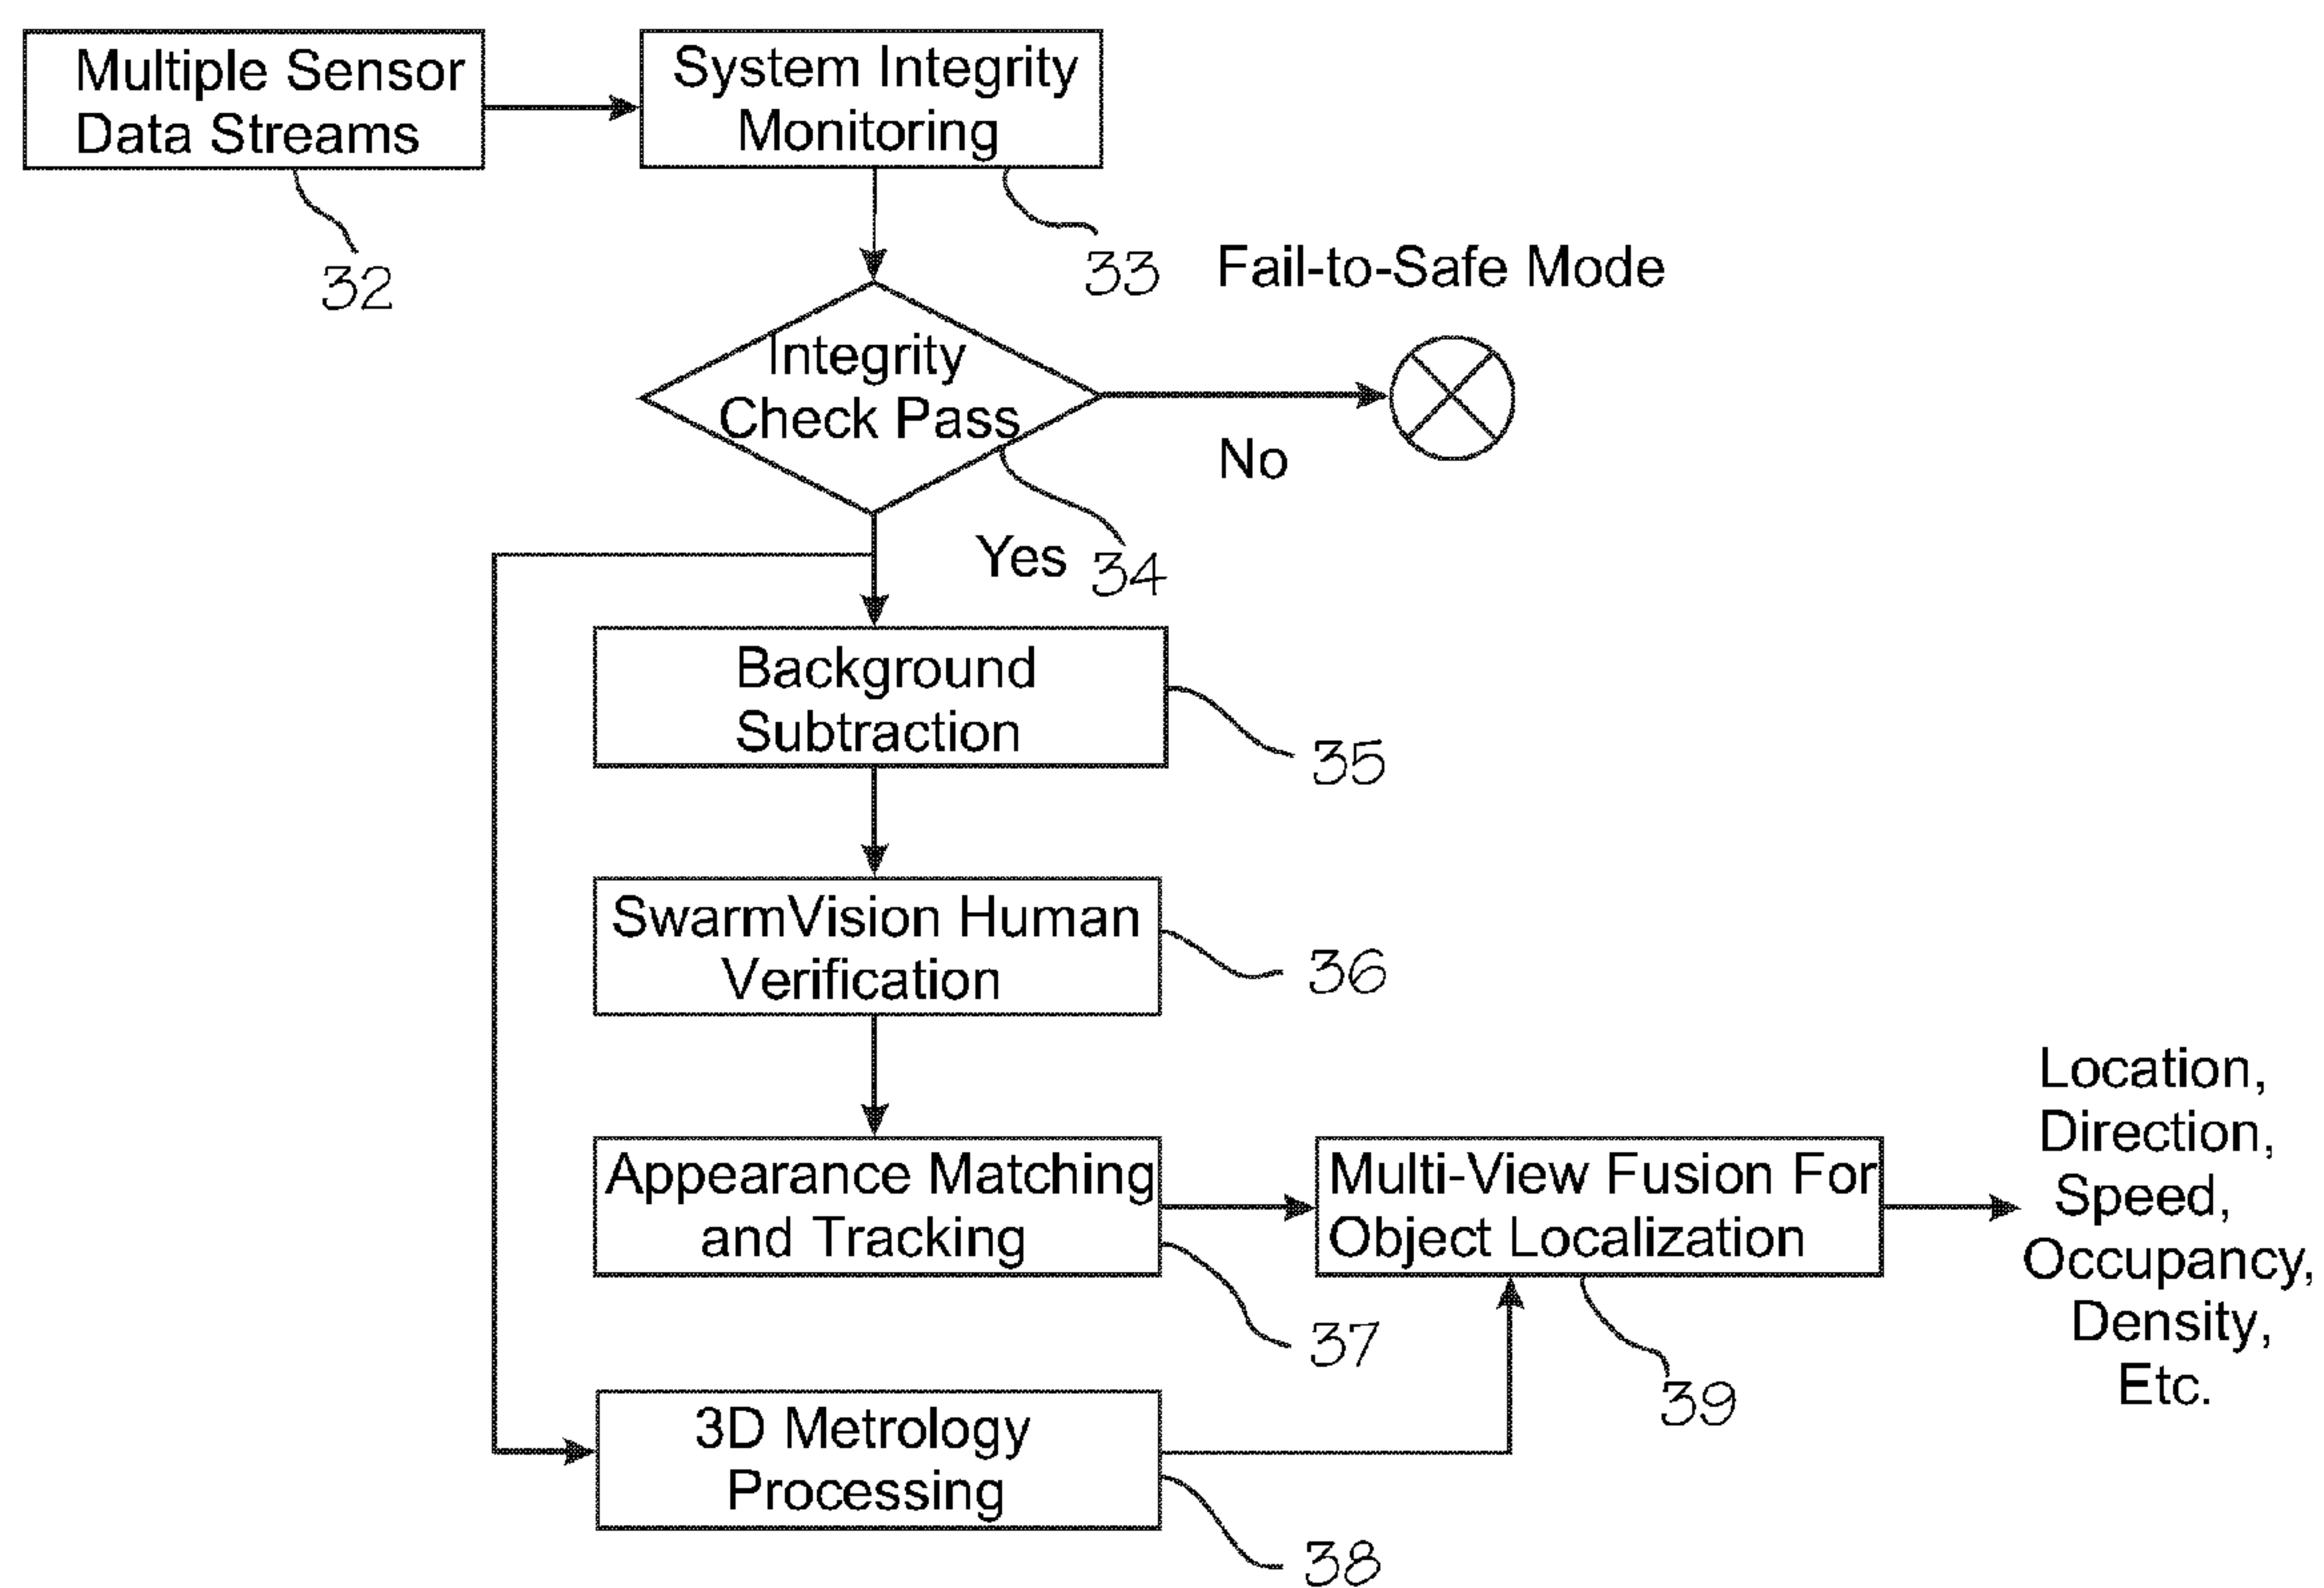 Multiple Sensor
Data Streams
32
System Integrity
Monitoring
33
Fail-to-Safe Mode
Integrity
Check Pass
No
Yes
34
Background
Subtraction
35
SwarmVision Human
Verification
36
Appearance Matching
and Tracking
37
Multi-View Fusion For
Object Localization
39
Location,
Direction,
Speed,
Occupancy,
Density,
Etc.
3D Metrology
Processing
38